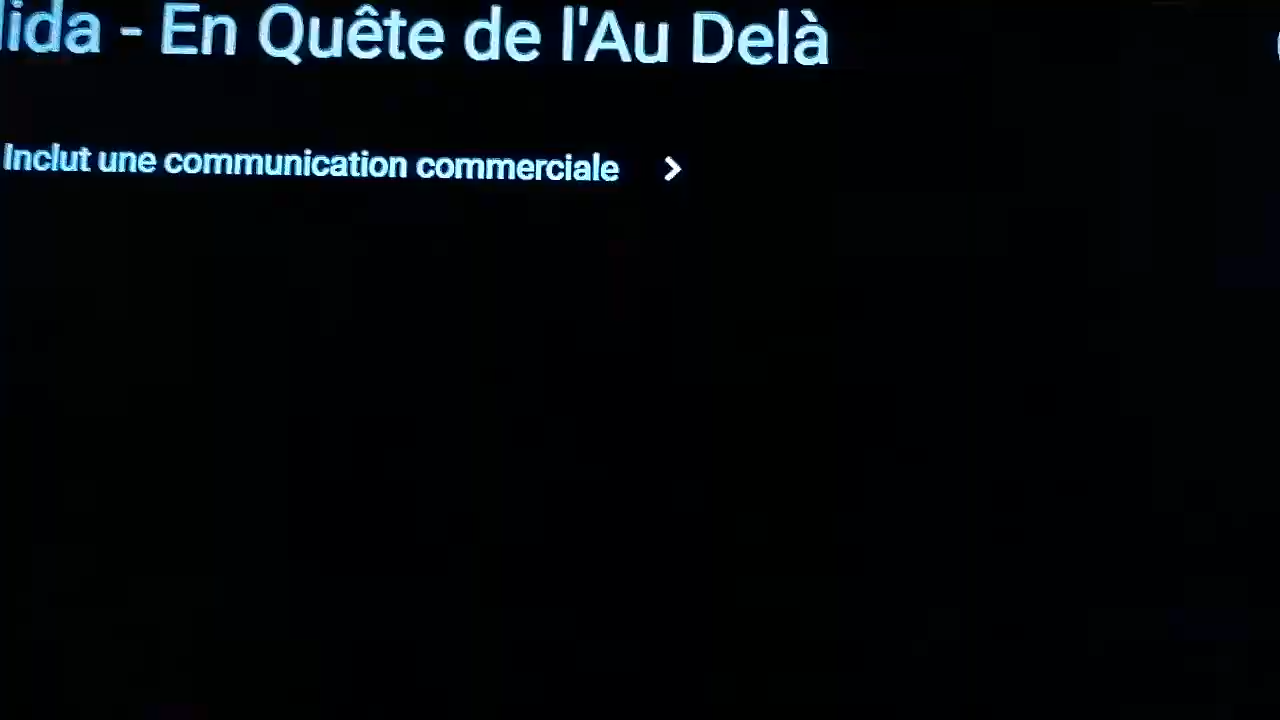 lida - En Quête de l'Au Delà
Inclut une communication commerciale